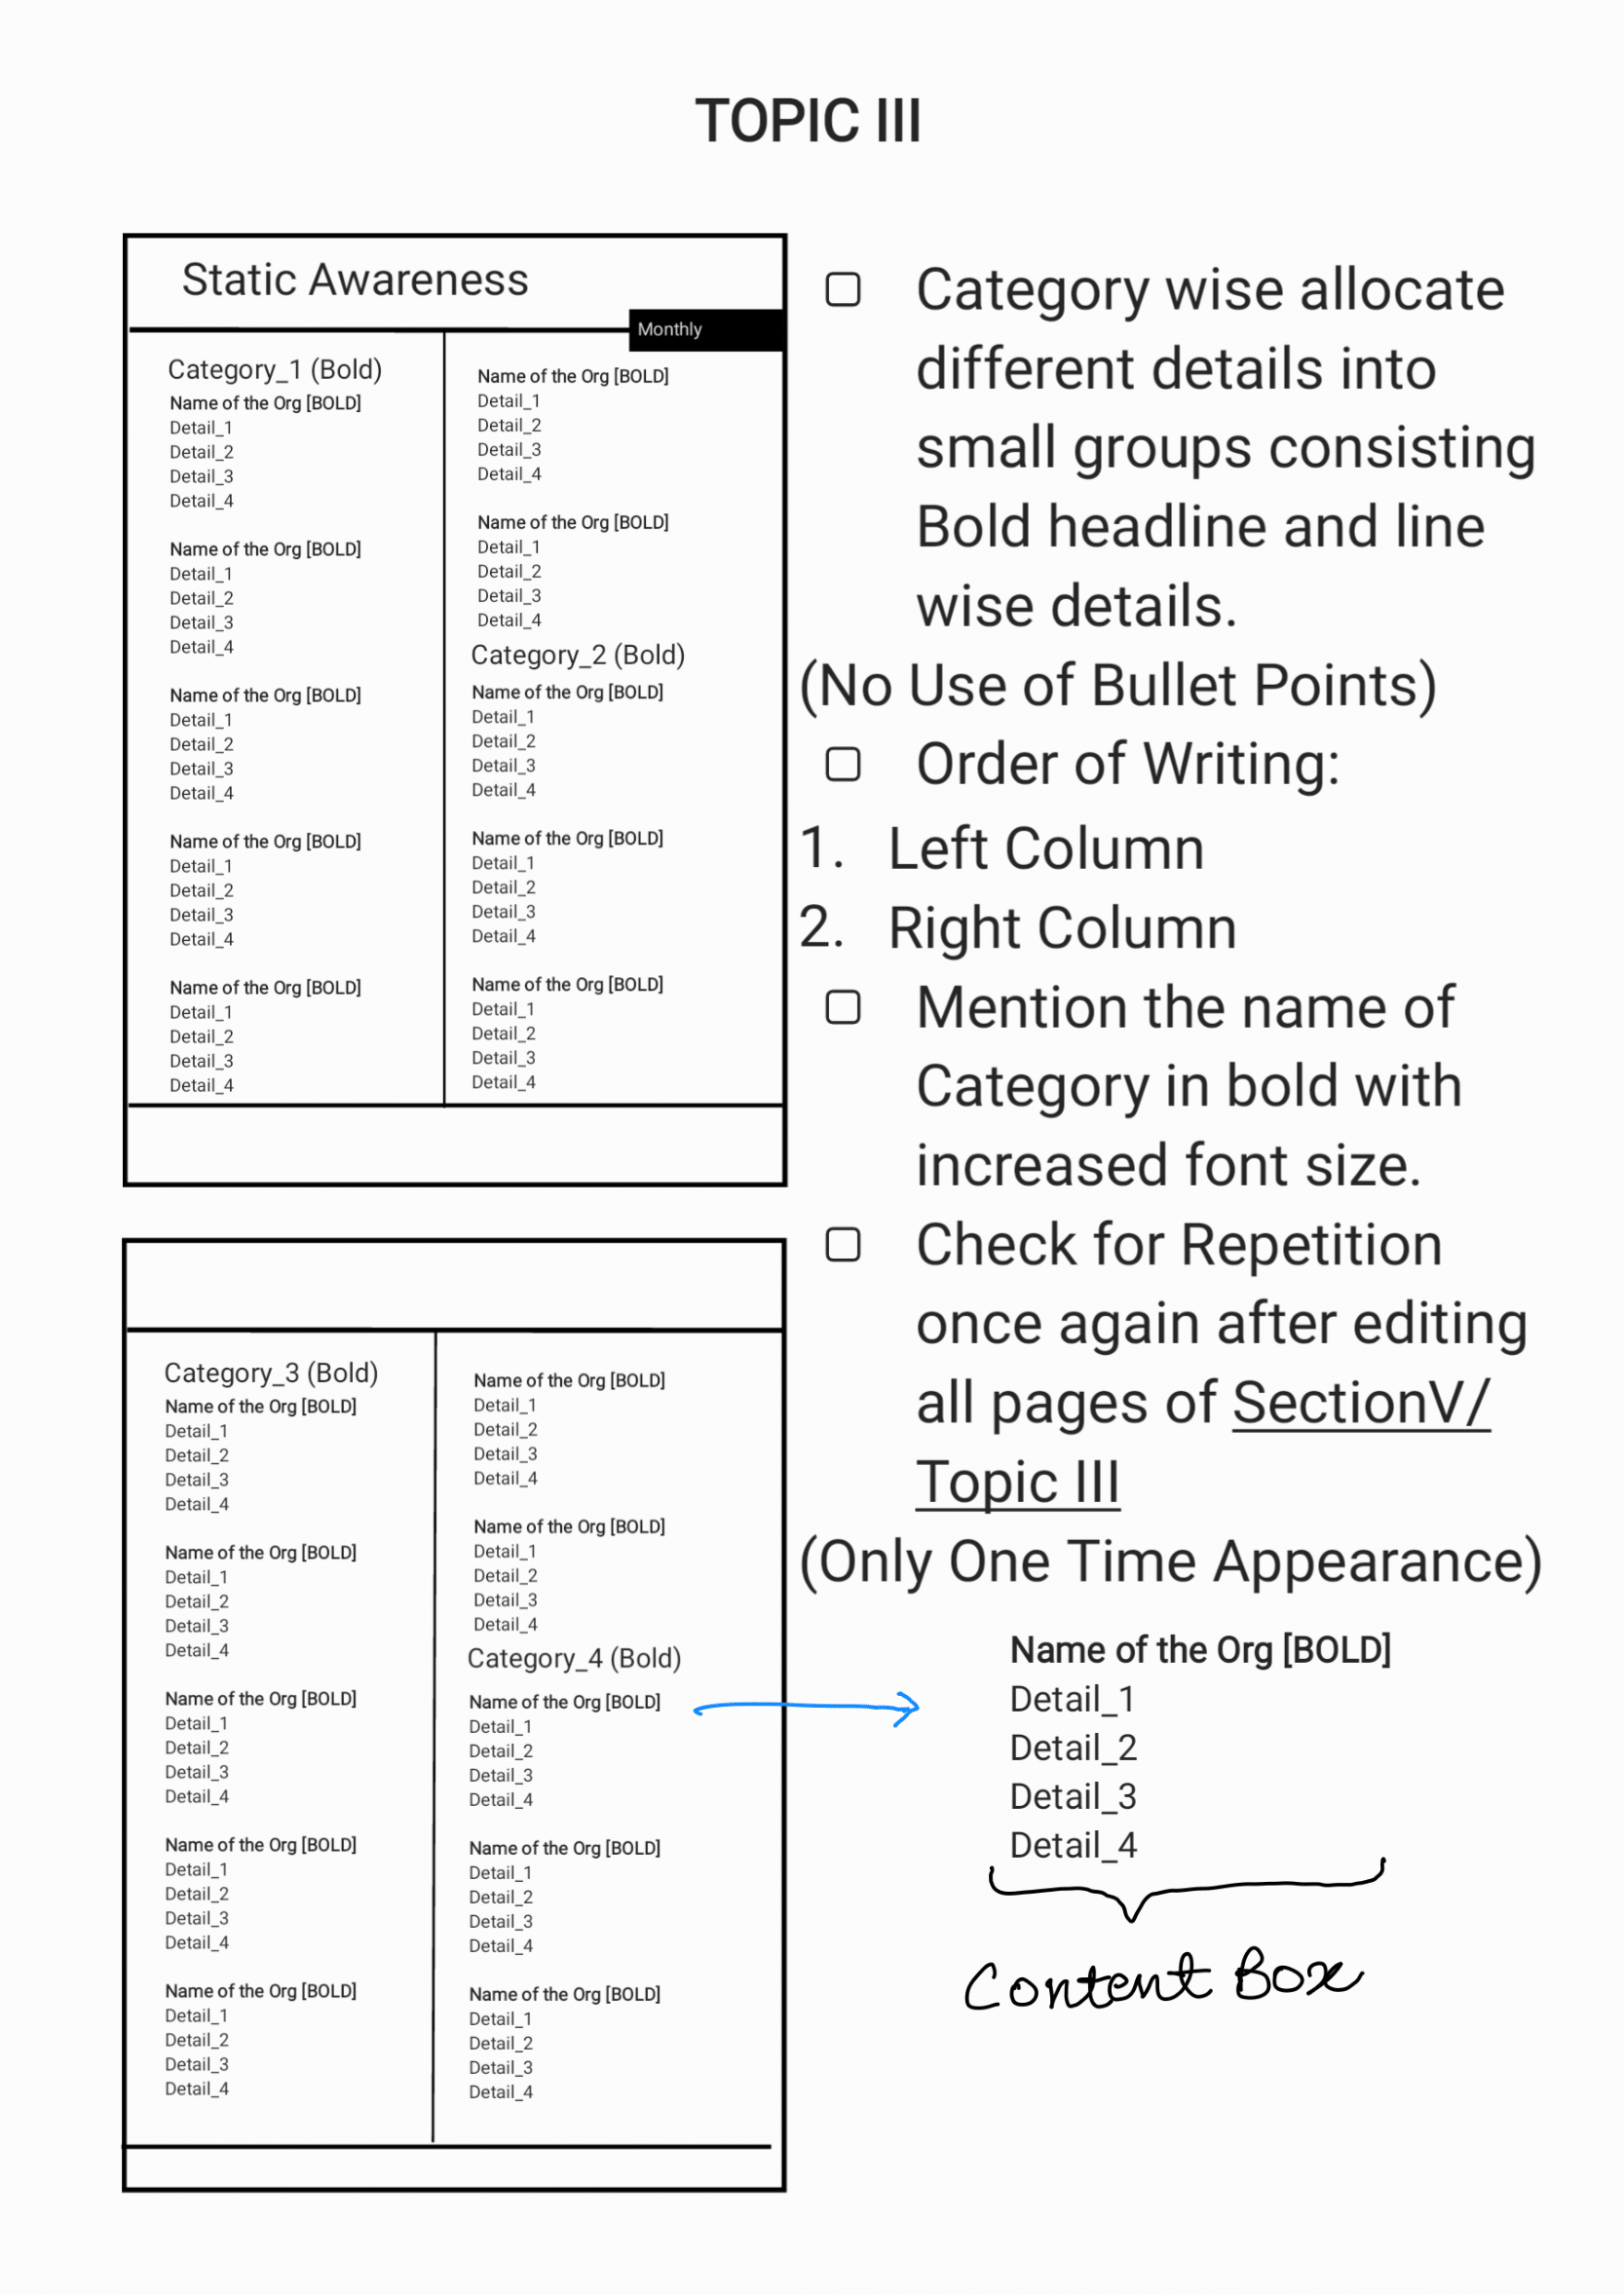 TOPIC III
Static Awareness
Monthly
Category_1 (Bold)
Name of the Org [BOLD]
Detail_1
Detail_2
Detail_3
Detail_4
Name of the Org [BOLD]
Detail_1
Detail_2
Detail_3
Detail_4
Name of the Org [BOLD]
Detail_1
Detail_2
Detail_3
Detail_4
Name of the Org [BOLD]
Detail_1
Detail_2
Detail_3
Detail_4
Name of the Org [BOLD]
Detail_1
Detail_2
Detail_3
Detail_4
Name of the Org [BOLD]
Detail_1
Detail_2
Detail_3
Detail_4
Name of the Org [BOLD]
Detail_1
Detail_2
Detail_3
Detail_4
Category_2 (Bold)
Name of the Org [BOLD]
Detail_1
Detail_2
Detail_3
Detail_4
Name of the Org [BOLD]
Detail_1
Detail_2
Detail_3
Detail_4
Name of the Org [BOLD]
Detail_1
Detail_2
Detail_3
Detail_4
Category_3 (Bold)
Name of the Org [BOLD]
Detail_1
Detail_2
Detail_3
Detail_4
Name of the Org [BOLD]
Detail_1
Detail_2
Detail_3
Detail_4
Name of the Org [BOLD]
Detail_1
Detail_2
Detail_3
Detail_4
Name of the Org [BOLD]
Detail_1
Detail_2
Detail_3
Detail_4
Name of the Org [BOLD]
Detail_1
Detail_2
Detail_3
Detail_4
Name of the Org [BOLD]
Detail_1
Detail_2
Detail_3
Detail_4
Name of the Org [BOLD]
Detail_1
Detail_2
Detail_3
Detail_4
Category_4 (Bold)
Name of the Org [BOLD]
Detail_1
Detail_2
Detail_3
Detail_4
Name of the Org [BOLD]
Detail_1
Detail_2
Detail_3
Detail_4
Name of the Org [BOLD]
Detail_1
Detail_2
Detail_3
Detail_4
Category wise allocate
different details into
small groups consisting
Bold headline and line
wise details.
(No Use of Bullet Points)
Order of Writing:
1. Left Column
2. Right Column
Mention the name of
Category in bold with
increased font size.
Check for Repetition
once again after editing
all pages of SectionV/
Topic III
(Only One Time Appearance)
Name of the Org [BOLD]
Detail_1
Detail_2
Detail_3
Detail_4
Content Box